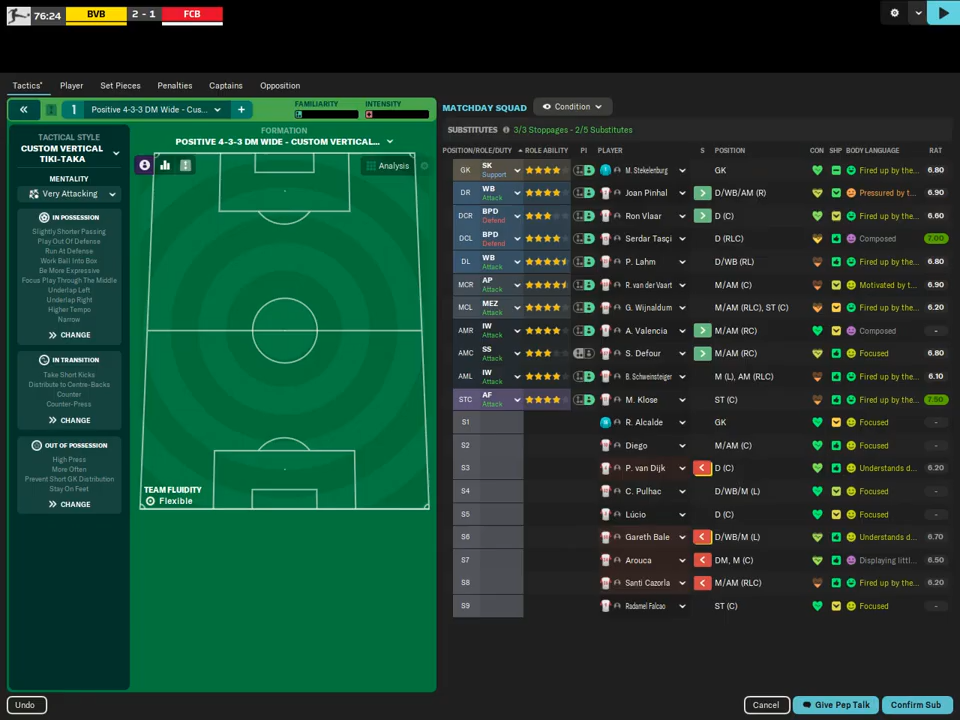 76:24 BVB 2 - 1 FCB
Tactics* Player Set Pieces Penalties Captains Opposition
1 Positive 4-3-3 DM Wide - Cus... FAMILIARITY INTENSITY
MATCHDAY SQUAD Condition
SUBSTITUTES 3/3 Stoppages - 2/5 Substitutes
TACTICAL STYLE
CUSTOM VERTICAL
TIKI-TAKA
MENTALITY
Very Attacking
IN POSSESSION
Slightly Shorter Passing
Play Out Of Defense
Run At Defense
Work Ball Into Box
Be More Expressive
Focus Play Through The Middle
Underlap Left
Underlap Right
Higher Tempo
Narrow
CHANGE
IN TRANSITION
Take Short Kicks
Distribute to Centre-Backs
Counter
Counter-Press
CHANGE
OUT OF POSSESSION
High Press
More Often
Prevent Short GK Distribution
Stay On Feet
CHANGE
FORMATION
POSITIVE 4-3-3 DM WIDE - CUSTOM VERTICAL...
Analysis
TEAM FLUIDITY
Flexible
POSITION/ROLE/DUTY ROLE ABILITY PI PLAYER S POSITION CON SHP BODY LANGUAGE RAT
GK SK Support M. Stekelenburg GK Fired up by the... 6.80
DR WB Attack Joan Pinhal D/WB/AM (R) Pressured by t... 6.90
DCR BPD Defend Ron Vlaar D (C) Fired up by the... 6.60
DCL BPD Defend Serdar Tasçi D (RLC) Composed 7.00
DL WB Attack P. Lahm D/WB (RL) Fired up by the... 6.80
MCR AP Attack R. van der Vaart M/AM (C) Motivated by t... 6.90
MCL MEZ Attack G. Wijnaldum M/AM (RLC), ST (C) Fired up by the... 6.20
AMR IW Attack A. Valencia M/AM (RC) Composed -
AMC SS Attack S. Defour M/AM (RC) Focused 6.80
AML IW Attack B. Schweinsteiger M (L), AM (RLC) Fired up by the... 6.10
STC AF Attack M. Klose ST (C) Fired up by the... 7.50
S1 R. Alcalde GK Focused -
S2 Diego M/AM (C) Focused -
S3 P. van Dijk D (C) Understands d... 6.20
S4 C. Pulhac D/WB/M (L) Focused -
S5 Lúcio D (C) Focused -
S6 Gareth Bale D/WB/M (L) Understands d... 6.70
S7 Arouca DM, M (C) Displaying littl... 6.50
S8 Santi Cazorla M/AM (RLC) Fired up by the... 6.20
S9 Radamel Falcao ST (C) Focused -
Undo Cancel Give Pep Talk Confirm Sub